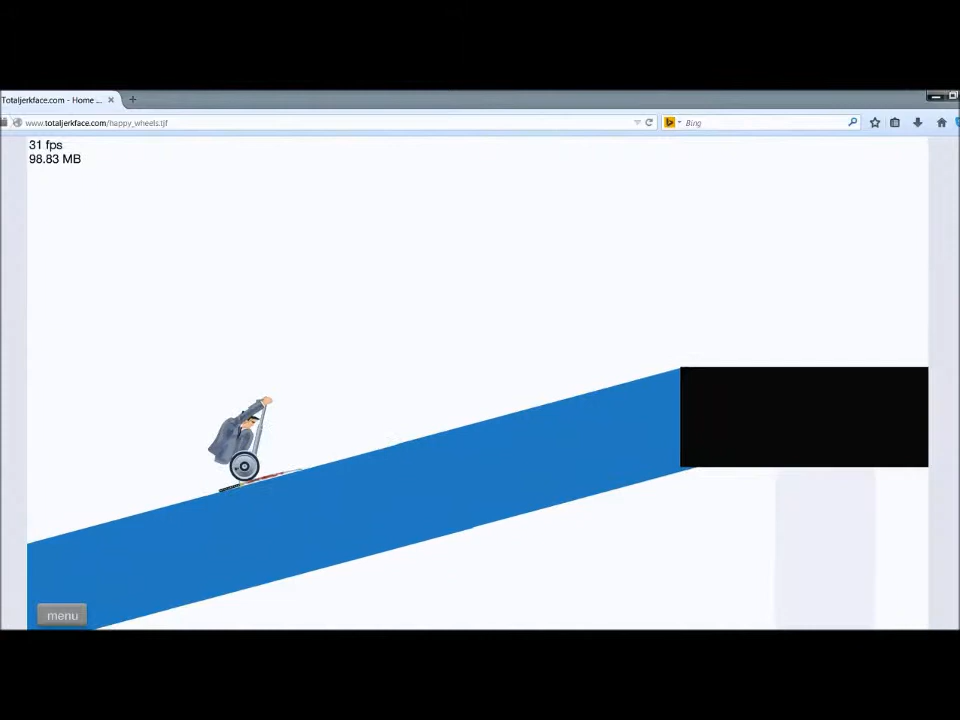 Totaljerkface.com - Home ...
www.totaljerkface.com/happy_wheels.tjf
Bing
31 fps
98.83 MB
menu